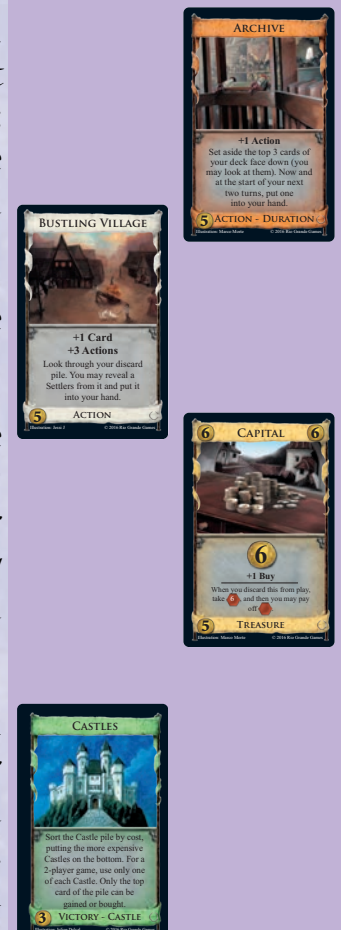 ARCHIVE
+1 Action
Set aside the top 3 cards of
your deck face down (you
may look at them). Now and
at the start of your next
two turns, put one
into your hand.
5 ACTION - DURATION
Illustration: Marco Morte © 2016 Rio Grande Games
BUSTLING VILLAGE
+1 Card
+3 Actions
Look through your discard
pile. You may reveal a
Settlers from it and put it
into your hand.
5 ACTION
© 2016 Rio Grande Games
6 CAPITAL 6
6
+1 Buy
When you discard this from play,
take 6, and then you may pay
off
5 TREASURE
Illustration: Marco Morte © 2016 Rio Grande Games
CASTLES
Sort the Castle pile by cost,
putting the more expensive
Castles on the bottom. For a
2-player game, use only one
of each Castle. Only the top
card of the pile can be
gained or bought.
3 VICTORY - CASTLE